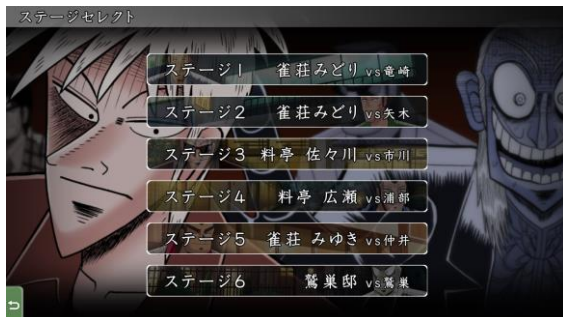 ステージセレクト
ステージ1 雀荘みどり vs竜崎
ステージ2 雀荘みどり vs矢木
ステージ3 料亭 佐々川 vs市川
ステージ4 料亭 広瀬 vs浦部
ステージ5 雀荘 みゆき vs仲井
ステージ6 鷲巣邸 vs鷲巣